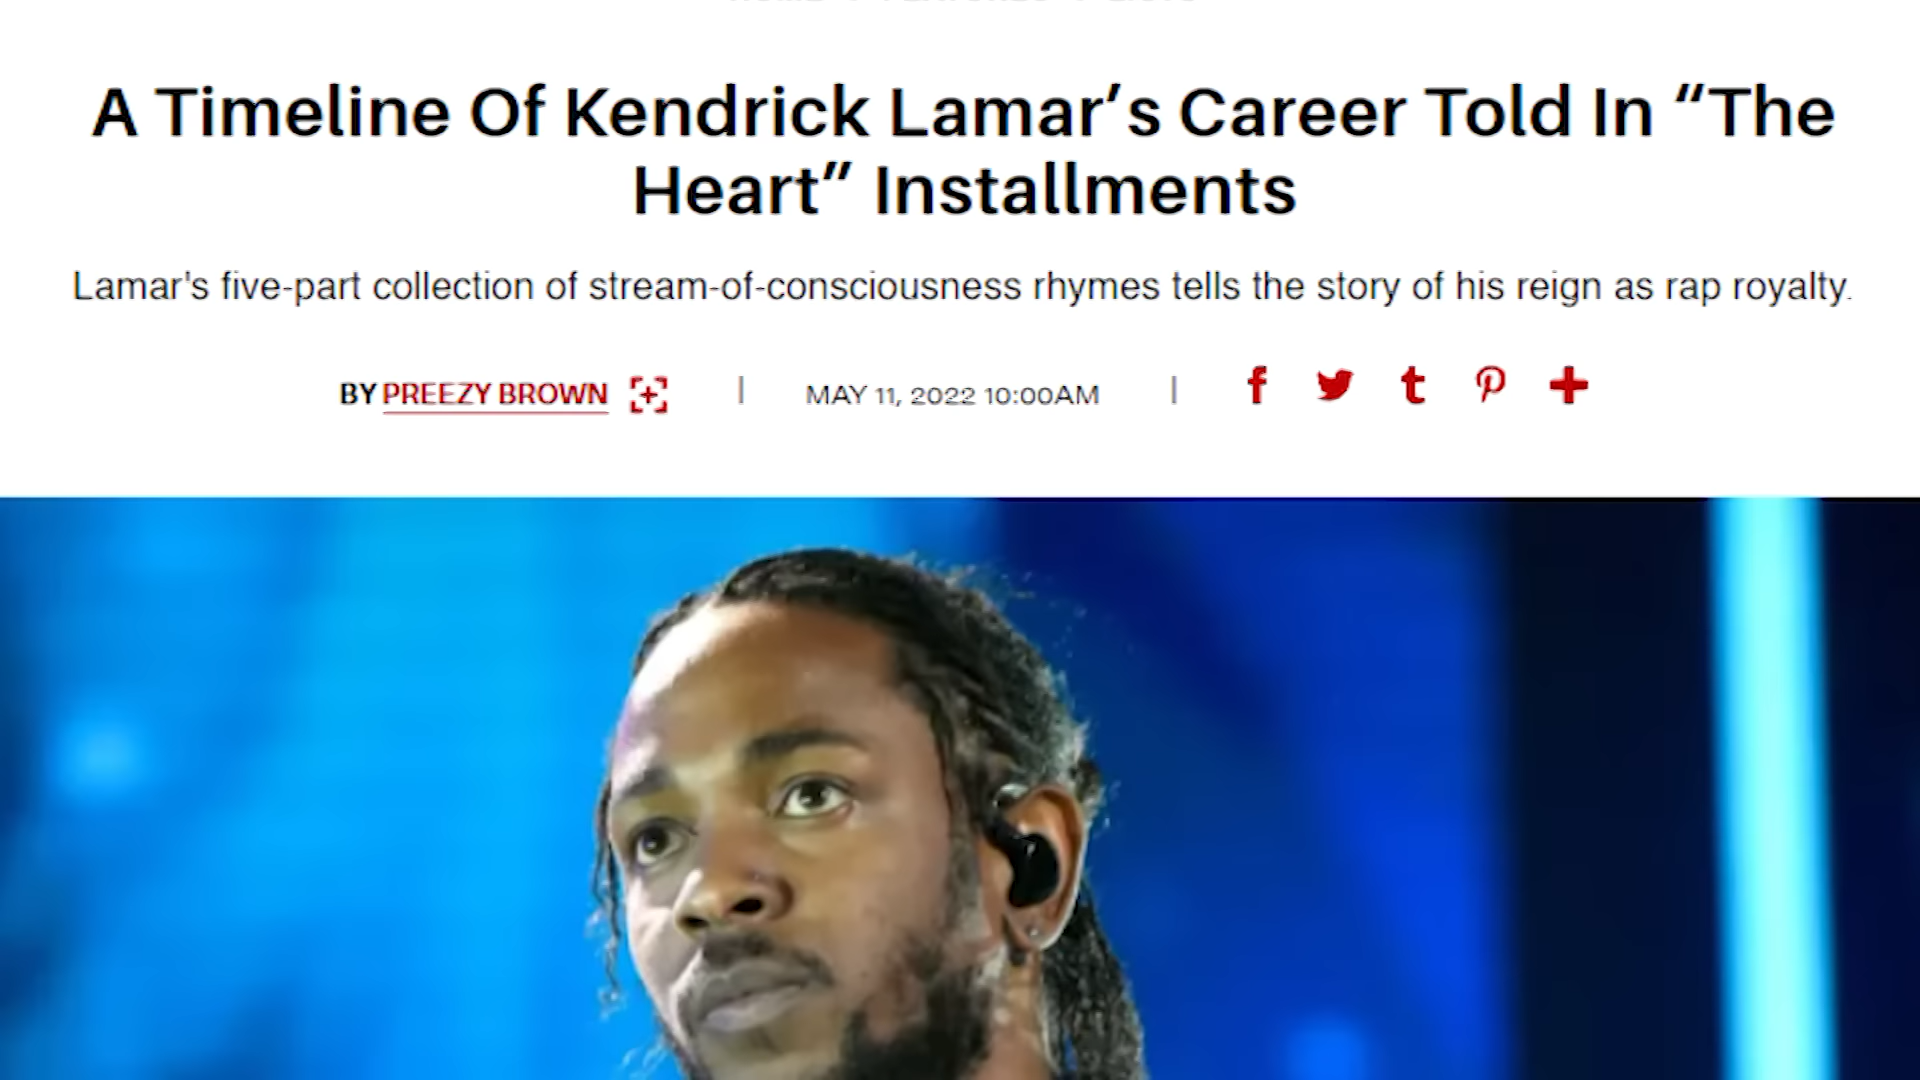 A Timeline Of Kendrick Lamar’s Career Told In “The
Heart” Installments
Lamar's five-part collection of stream-of-consciousness rhymes tells the story of his reign as rap royalty.
BY PREEZY BROWN | MAY 11, 2022 10:00AM |